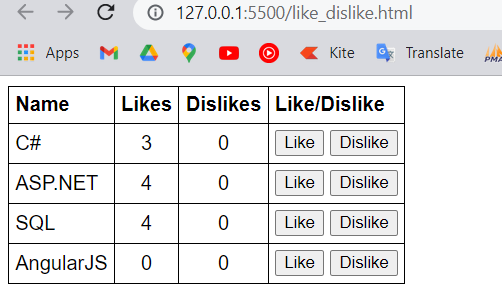 127.0.0.1:5500/like_dislike.html
Apps Kite Translate
Name Likes Dislikes Like/Dislike
C# 3 0 Like Dislike
ASP.NET 4 0 Like Dislike
SQL 4 0 Like Dislike
AngularJS 0 0 Like Dislike